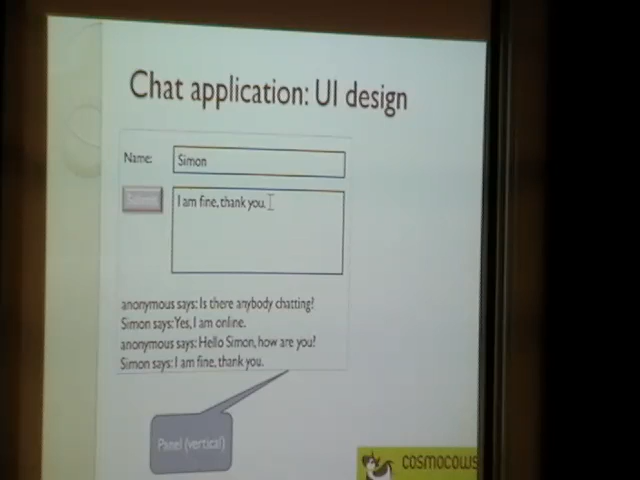 Chat application: UI design
Name:
Simon
I am fine, thank you.
anonymous says: Is there anybody chatting?
Simon says: Yes, I am online.
anonymous says: Hello Simon, how are you?
Simon says: I am fine, thank you.
Panel (vertical)
COSMOCOWS